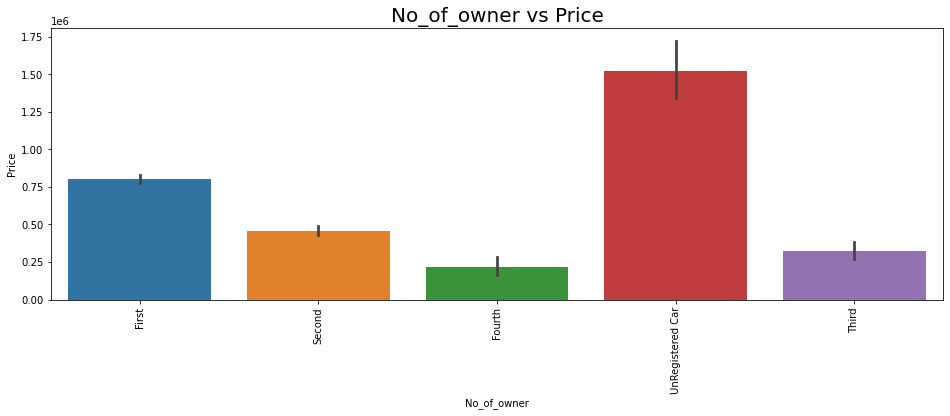 No_of_owner vs Price
1e6
1.75
1.50
1.25
1.00
0.75
0.50
0.25
0.00
Price
First
Second
Fourth
UnRegistered Car
Third
No_of_owner